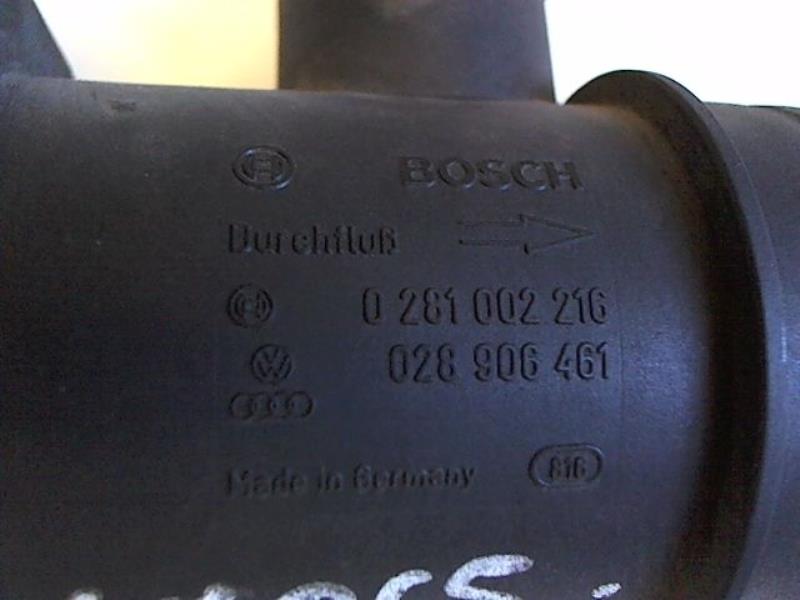 BOSCH
Durchfluß
0 281 002 216
028 906 461
Made in Germany 816